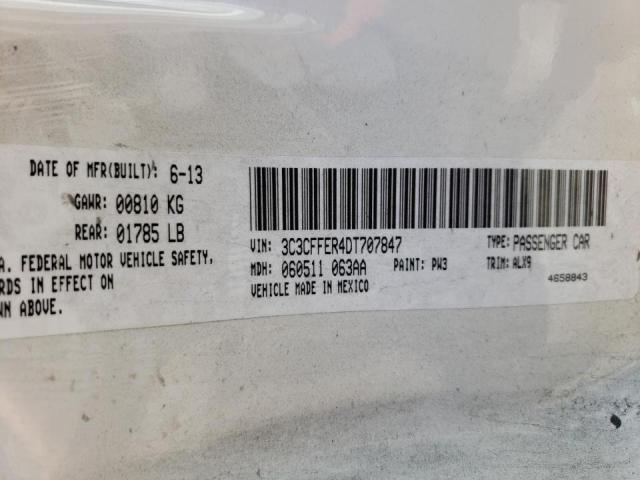 DATE OF MFR(BUILT): 6-13
GAWR: 00810 KG
REAR: 01785 LB
A. FEDERAL MOTOR VEHICLE SAFETY,
RDS IN EFFECT ON
WN ABOVE.
VIN: 3C3CFFER4DT707847 TYPE: PASSENGER CAR
MDH: 060511 063AA PAINT: PW3 TRIM: ALX9
VEHICLE MADE IN MEXICO 4658843